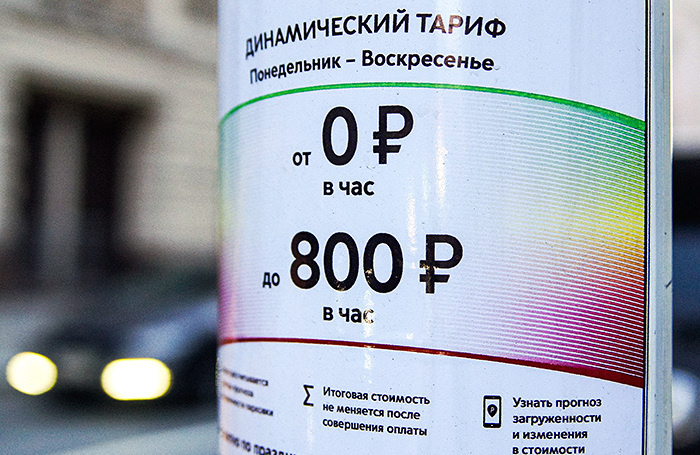 ДИНАМИЧЕСКИЙ ТАРИФ
Понедельник – Воскресенье
от 0 ₽
в час
до 800 ₽
в час
Σ Итоговая стоимость
не меняется после
совершения оплаты
Узнать прогноз
загруженности
и изменения
в стоимости